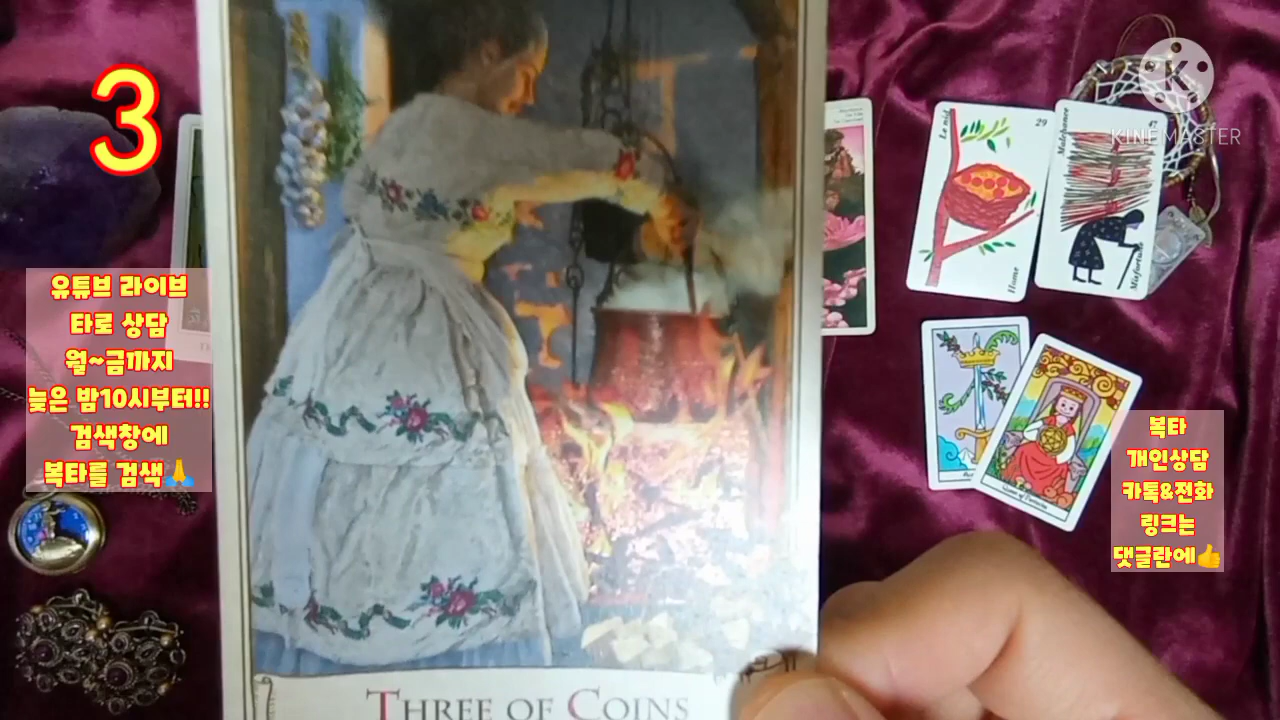 3
유튜브 라이브
타로 상담
월~금까지
늦은 밤10시부터!!
검색창에
복타를 검색🙏
THREE OF COINS
Le nid
29
Home
Malchance
Misfortune
KINEMASTER
복타
개인상담
카톡&전화
링크는
댓글란에👍